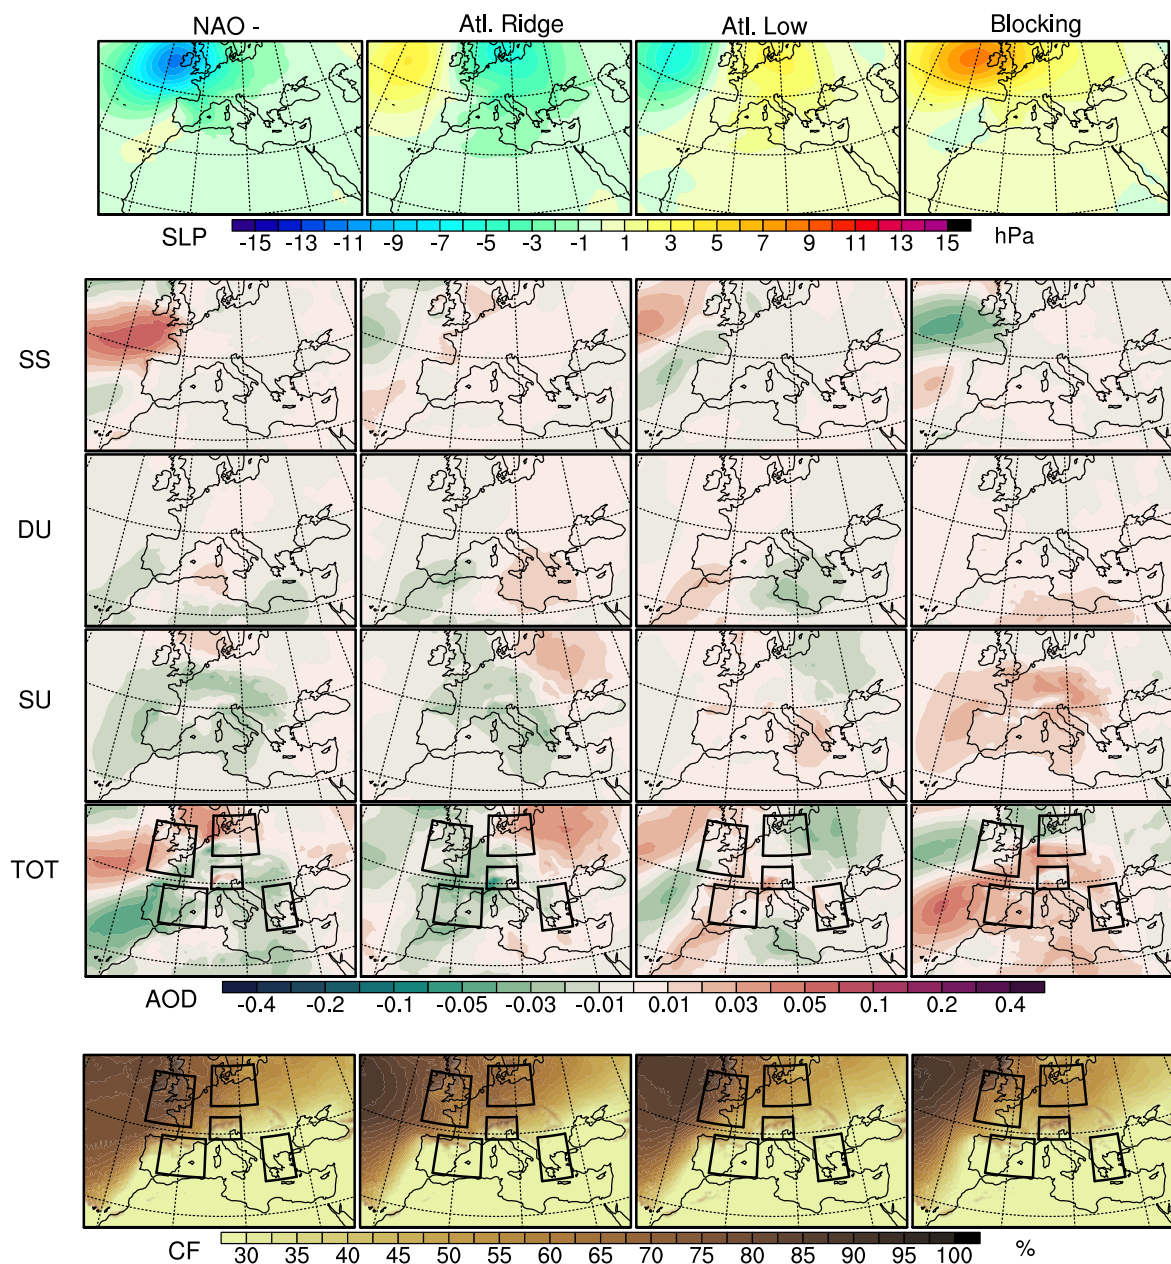 NAO - Atl. Ridge Atl. Low Blocking
SLP -15 -13 -11 -9 -7 -5 -3 -1 1 3 5 7 9 11 13 15 hPa
SS
DU
SU
TOT
AOD -0.4 -0.2 -0.1 -0.05 -0.03 -0.01 0.01 0.03 0.05 0.1 0.2 0.4
CF 30 35 40 45 50 55 60 65 70 75 80 85 90 95 100 %